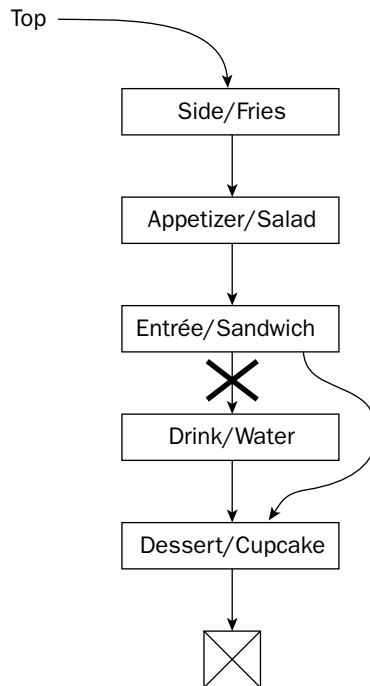 Top
Side/Fries
Appetizer/Salad
Entrée/Sandwich
Drink/Water
Dessert/Cupcake